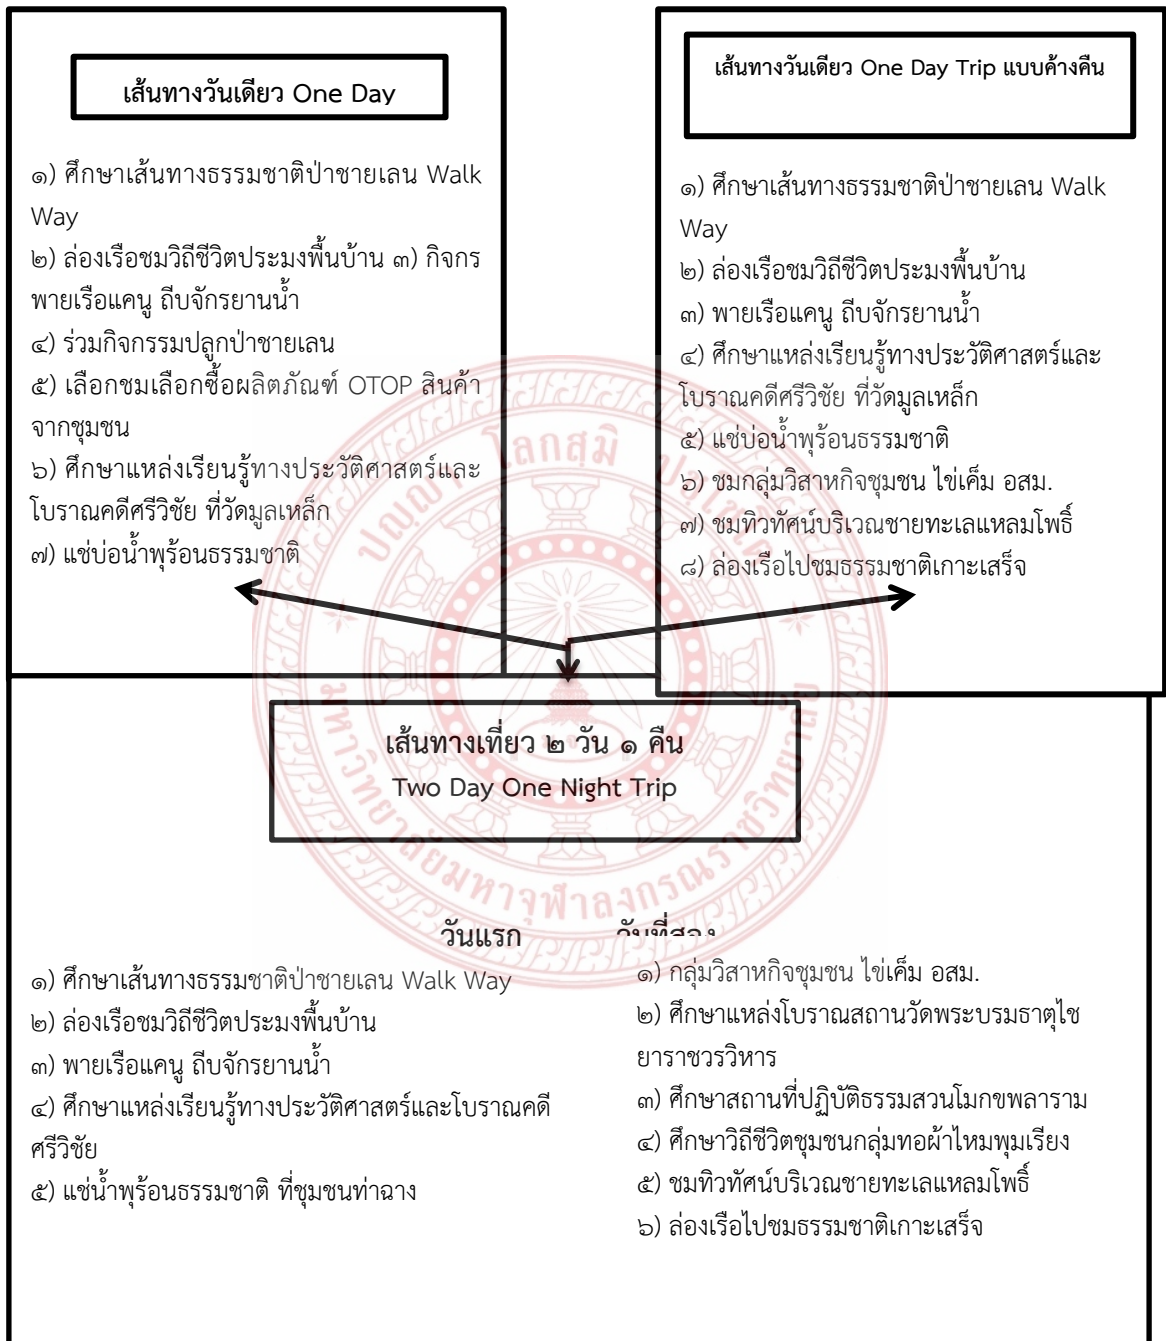 เส้นทางวันเดียว One Day
๑) ศึกษาเส้นทางธรรมชาติป่าชายเลน Walk
Way
๒) ล่องเรือชมวิถีชีวิตประมงพื้นบ้าน ๓) กิจกร
พายเรือแคนู ถีบจักรยานน้ำ
๔) ร่วมกิจกรรมปลูกป่าชายเลน
๕) เลือกชมเลือกซื้อผลิตภัณฑ์ OTOP สินค้า
จากชุมชน
๖) ศึกษาแหล่งเรียนรู้ทางประวัติศาสตร์และ
โบราณคดีศรีวิชัย ที่วัดมูลเหล็ก
๗) แช่บ่อน้ำพุร้อนธรรมชาติ
เส้นทางวันเดียว One Day Trip แบบค้างคืน
๑) ศึกษาเส้นทางธรรมชาติป่าชายเลน Walk
Way
๒) ล่องเรือชมวิถีชีวิตประมงพื้นบ้าน
๓) พายเรือแคนู ถีบจักรยานน้ำ
๔) ศึกษาแหล่งเรียนรู้ทางประวัติศาสตร์และ
โบราณคดีศรีวิชัย ที่วัดมูลเหล็ก
๕) แช่บ่อน้ำพุร้อนธรรมชาติ
๖) ชมกลุ่มวิสาหกิจชุมชน ไข่เค็ม อสม.
๗) ชมทิวทัศน์บริเวณชายทะเลแหลมโพธิ์
๘) ล่องเรือไปชมธรรมชาติเกาะเสร็จ
เส้นทางเที่ยว ๒ วัน ๑ คืน
Two Day One Night Trip
วันแรก
๑) ศึกษาเส้นทางธรรมชาติป่าชายเลน Walk Way
๒) ล่องเรือชมวิถีชีวิตประมงพื้นบ้าน
๓) พายเรือแคนู ถีบจักรยานน้ำ
๔) ศึกษาแหล่งเรียนรู้ทางประวัติศาสตร์และโบราณคดี
ศรีวิชัย
๕) แช่น้ำพุร้อนธรรมชาติ ที่ชุมชนท่าฉาง
วันที่สอง
๑) กลุ่มวิสาหกิจชุมชน ไข่เค็ม อสม.
๒) ศึกษาแหล่งโบราณสถานวัดพระบรมธาตุไช
ยาราชวรวิหาร
๓) ศึกษาสถานที่ปฏิบัติธรรมสวนโมกขพลาราม
๔) ศึกษาวิถีชีวิตชุมชนกลุ่มทอผ้าไหมพุมเรียง
๕) ชมทิวทัศน์บริเวณชายทะเลแหลมโพธิ์
๖) ล่องเรือไปชมธรรมชาติเกาะเสร็จ
มหาวิทยาลัยมหาจุฬาลงกรณราชวิทยาลัย